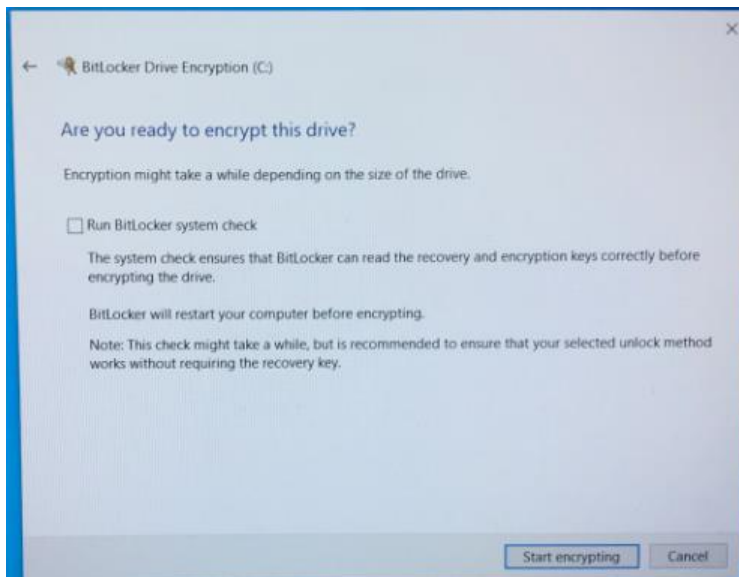 BitLocker Drive Encryption (C:)
Are you ready to encrypt this drive?
Encryption might take a while depending on the size of the drive.
Run BitLocker system check
The system check ensures that BitLocker can read the recovery and encryption keys correctly before
encrypting the drive.
BitLocker will restart your computer before encrypting.
Note: This check might take a while, but is recommended to ensure that your selected unlock method
works without requiring the recovery key.
Start encrypting Cancel